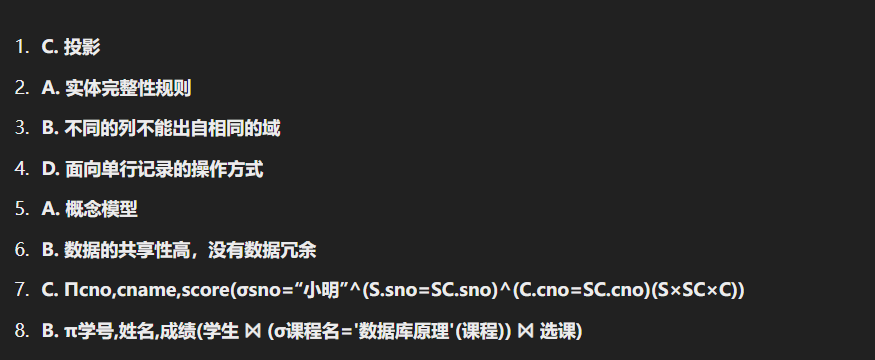 1. C. 投影
2. A. 实体完整性规则
3. B. 不同的列不能出自相同的域
4. D. 面向单行记录的操作方式
5. A. 概念模型
6. B. 数据的共享性高，没有数据冗余
7. C. Πcno,cname,score(σsno=“小明”^(S.sno=SC.sno)^(C.cno=SC.cno)(S×SC×C))
8. B. π学号,姓名,成绩(学生 ⋈ (σ课程名='数据库原理'(课程)) ⋈ 选课)